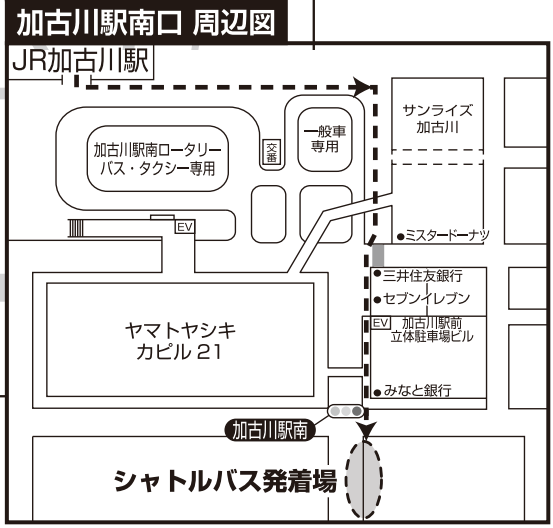 加古川駅南口 周辺図
JR加古川駅
サンライズ
加古川
一般車
専用
交番
加古川駅南ロータリー
バス・タクシー専用
EV
ミスタードーナツ
三井住友銀行
セブンイレブン
EV
加古川駅前
立体駐車場ビル
ヤマトヤシキ
カピル21
みなと銀行
加古川駅南
シャトルバス発着場